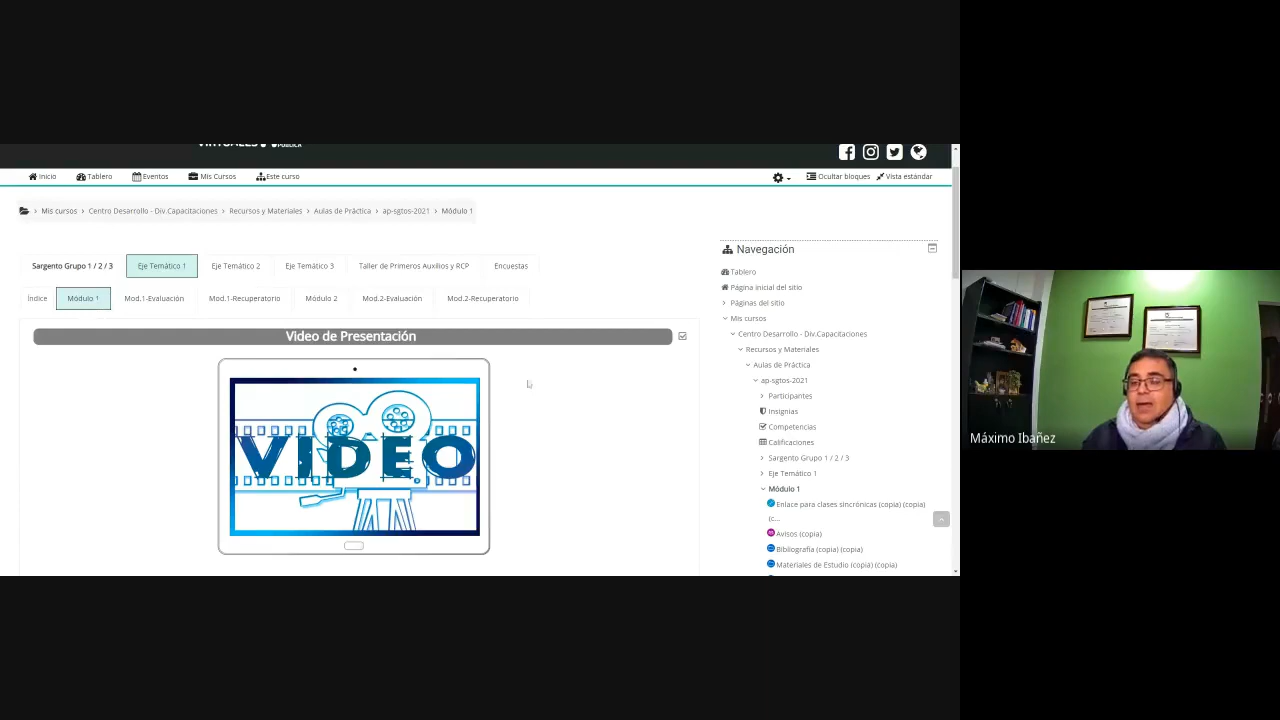 Inicio Tablero Eventos Mis Cursos Este curso Ocultar bloques Vista estándar
Mis cursos Centro Desarrollo - Div.Capacitaciones Recursos y Materiales Aulas de Práctica ap-sgtos-2021 Módulo 1
Sargento Grupo 1 / 2 / 3 Eje Temático 1 Eje Temático 2 Eje Temático 3 Taller de Primeros Auxilios y RCP Encuestas
Índice Módulo 1 Mod.1-Evaluación Mod.1-Recuperatorio Módulo 2 Mod.2-Evaluación Mod.2-Recuperatorio
Video de Presentación
VIDEO
Navegación
Tablero
Página inicial del sitio
Páginas del sitio
Mis cursos
Centro Desarrollo - Div.Capacitaciones
Recursos y Materiales
Aulas de Práctica
ap-sgtos-2021
Participantes
Insignias
Competencias
Calificaciones
Sargento Grupo 1 / 2 / 3
Eje Temático 1
Módulo 1
Enlace para clases sincrónicas (copia) (copia)
(c...
Avisos (copia)
Bibliografía (copia) (copia)
Materiales de Estudio (copia) (copia)
Máximo Ibañez